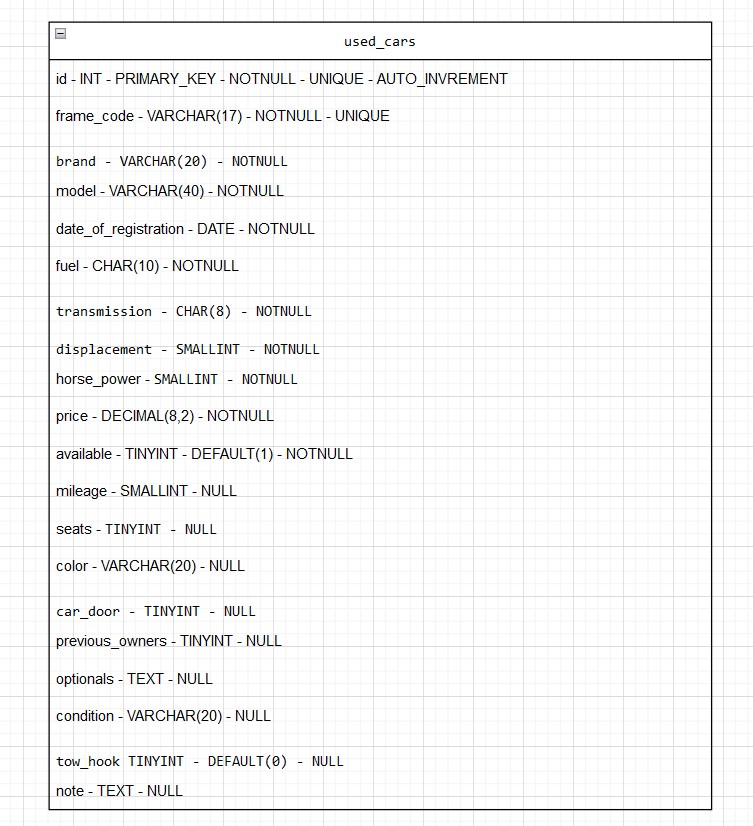 used_cars
id - INT - PRIMARY_KEY - NOTNULL - UNIQUE - AUTO_INVREMENT
frame_code - VARCHAR(17) - NOTNULL - UNIQUE
brand - VARCHAR(20) - NOTNULL
model - VARCHAR(40) - NOTNULL
date_of_registration - DATE - NOTNULL
fuel - CHAR(10) - NOTNULL
transmission - CHAR(8) - NOTNULL
displacement - SMALLINT - NOTNULL
horse_power - SMALLINT - NOTNULL
price - DECIMAL(8,2) - NOTNULL
available - TINYINT - DEFAULT(1) - NOTNULL
mileage - SMALLINT - NULL
seats - TINYINT - NULL
color - VARCHAR(20) - NULL
car_door - TINYINT - NULL
previous_owners - TINYINT - NULL
optionals - TEXT - NULL
condition - VARCHAR(20) - NULL
tow_hook TINYINT - DEFAULT(0) - NULL
note - TEXT - NULL